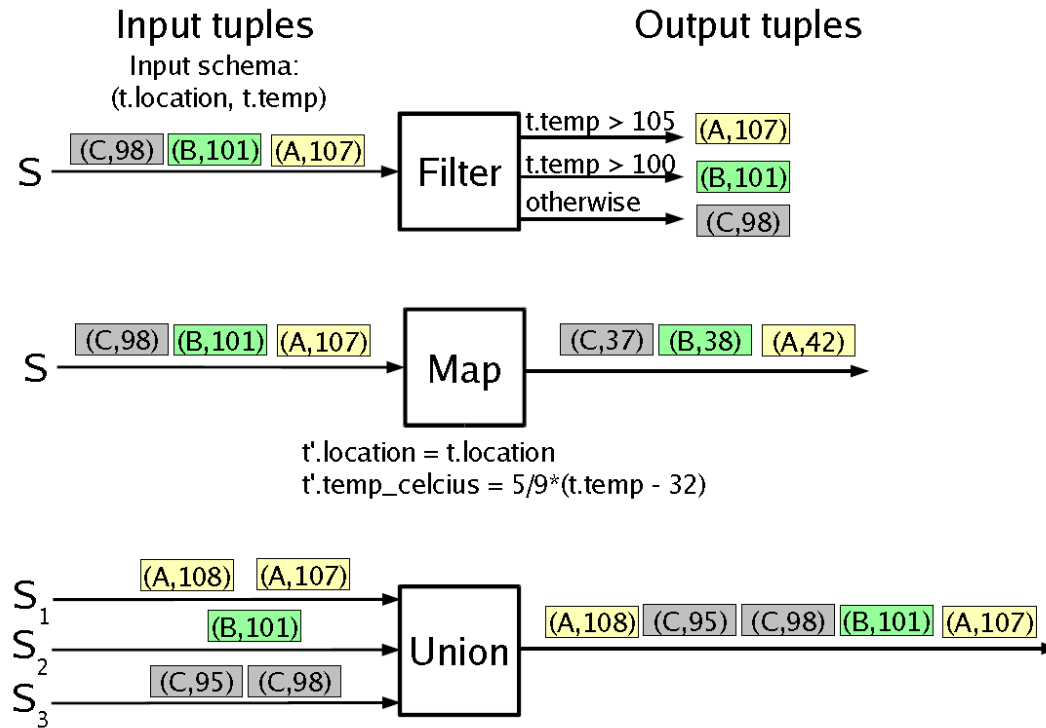 Input tuples
Output tuples
Input schema:
(t.location, t.temp)
S
(C,98) (B,101) (A,107)
Filter
t.temp > 105
(A,107)
t.temp > 100
(B,101)
otherwise
(C,98)
S
(C,98) (B,101) (A,107)
Map
(C,37) (B,38) (A,42)
t'.location = t.location
t'.temp_celcius = 5/9*(t.temp - 32)
S1
(A,108) (A,107)
S2
(B,101)
S3
(C,95) (C,98)
Union
(A,108) (C,95) (C,98) (B,101) (A,107)